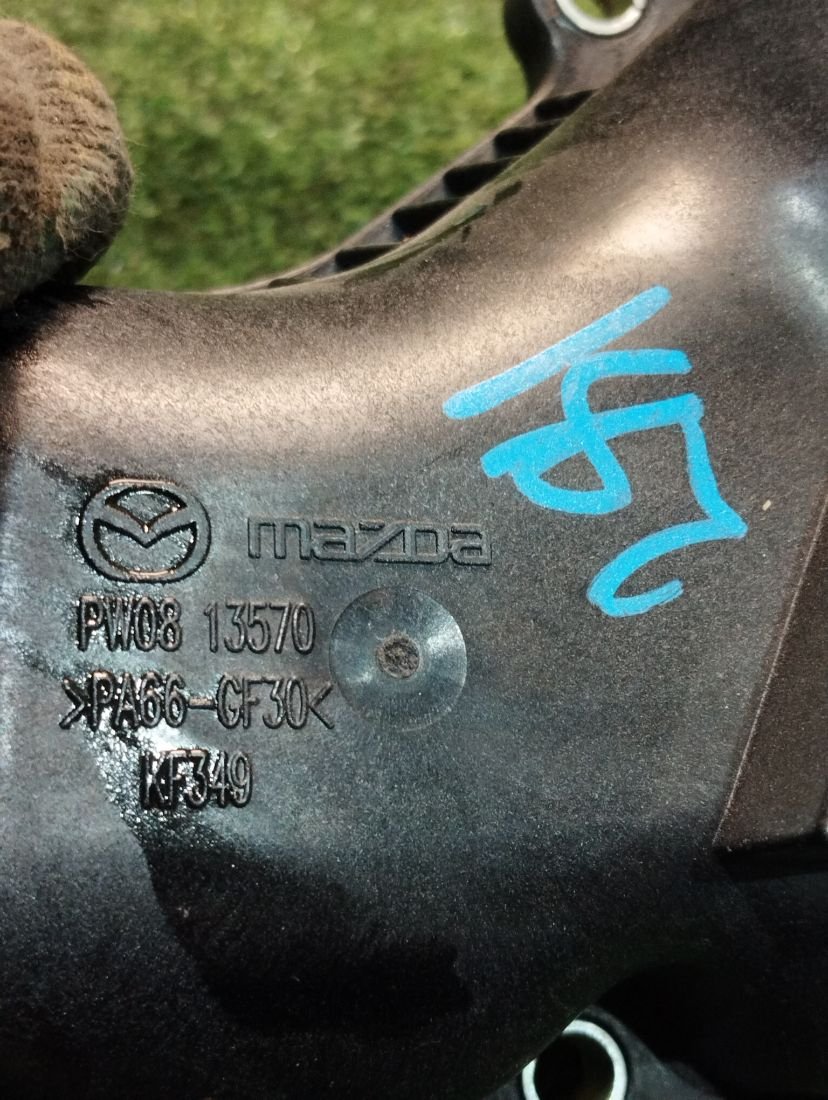 mazda
PW08 13570
>PA66-GF30<
KF349